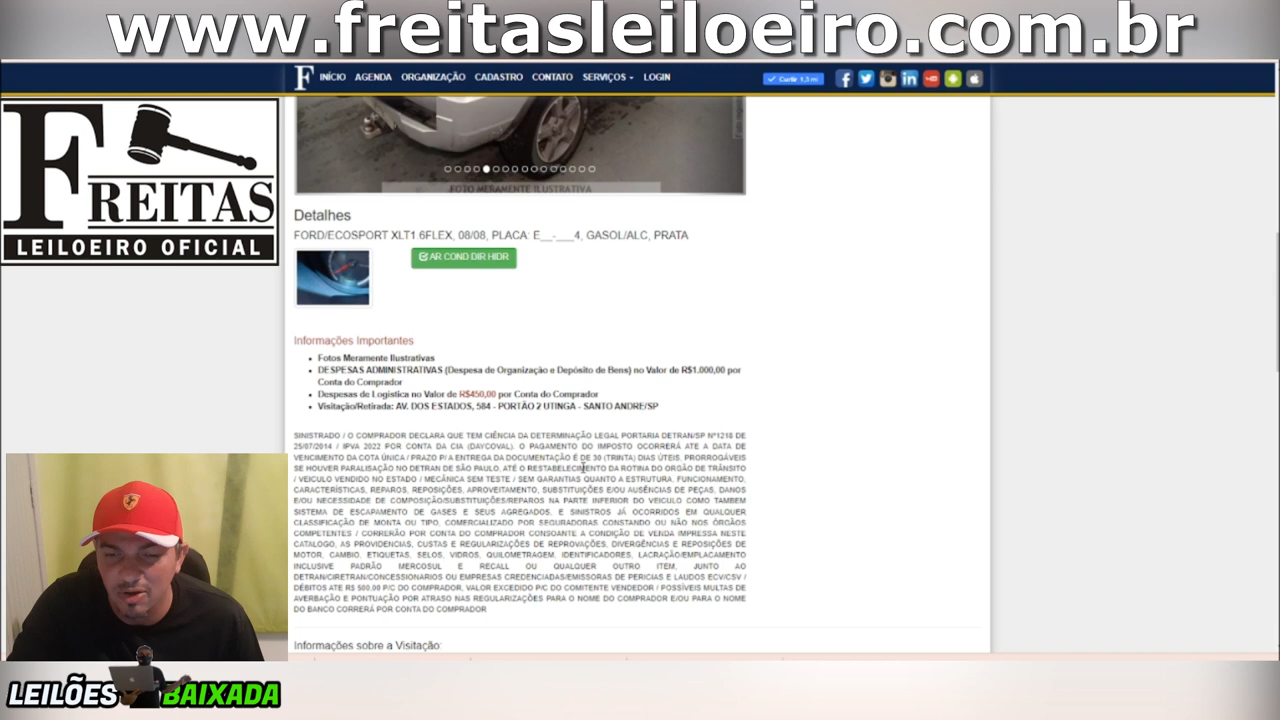 www.freitasleiloeiro.com.br
F INÍCIO AGENDA ORGANIZAÇÃO CADASTRO CONTATO SERVIÇOS LOGIN Curtir 1,3 mi
FREITAS
LEILOEIRO OFICIAL
FOTO MERAMENTE ILUSTRATIVA
Detalhes
FORD/ECOSPORT XLT1.6FLEX, 08/08, PLACA: E__-___4, GASOL/ALC, PRATA
AR COND DIR HIDR
Informações Importantes
Fotos Meramente Ilustrativas
DESPESAS ADMINISTRATIVAS (Despesa de Organização e Depósito de Bens) no Valor de R$1.000,00 por
Conta do Comprador
Despesas de Logística no Valor de R$450,00 por Conta do Comprador
Visitação/Retirada: AV. DOS ESTADOS, 584 - PORTÃO 2 UTINGA - SANTO ANDRE/SP
SINISTRADO / O COMPRADOR DECLARA QUE TEM CIÊNCIA DA DETERMINAÇÃO LEGAL PORTARIA DETRAN/SP Nº1218 DE
25/07/2014 / IPVA 2022 POR CONTA DA CIA (DAYCOVAL). O PAGAMENTO DO IMPOSTO OCORRERÁ ATE A DATA DE
VENCIMENTO DA COTA ÚNICA / PRAZO P/ A ENTREGA DA DOCUMENTAÇÃO É DE 30 (TRINTA) DIAS ÚTEIS, PRORROGÁVEIS
SE HOUVER PARALISAÇÃO NO DETRAN DE SÃO PAULO, ATÉ O RESTABELECIMENTO DA ROTINA DO ORGÃO DE TRÂNSITO
/ VEICULO VENDIDO NO ESTADO / MECÂNICA SEM TESTE / SEM GARANTIAS QUANTO A ESTRUTURA, FUNCIONAMENTO,
CARACTERÍSTICAS, REPAROS, REPOSIÇÕES, APROVEITAMENTO, SUBSTITUIÇÕES E/OU AUSÊNCIAS DE PEÇAS, DANOS
E/OU NECESSIDADE DE COMPOSIÇÃO/SUBSTITUIÇÕES/REPAROS NA PARTE INFERIOR DO VEICULO COMO TAMBEM
SISTEMA DE ESCAPAMENTO DE GASES E SEUS AGREGADOS, E SINISTROS JÁ OCORRIDOS EM QUALQUER
CLASSIFICAÇÃO DE MONTA OU TIPO, COMERCIALIZADO POR SEGURADORAS CONSTANDO OU NÃO NOS ÓRGÃOS
COMPETENTES / CORRERÃO POR CONTA DO COMPRADOR CONSOANTE A CONDIÇÃO DE VENDA IMPRESSA NESTE
CATALOGO, AS PROVIDENCIAS, CUSTAS E REGULARIZAÇÕES DE REPROVAÇÕES, DIVERGÊNCIAS E REPOSIÇÕES DE
MOTOR, CAMBIO, ETIQUETAS, SELOS, VIDROS, QUILOMETRAGEM, IDENTIFICADORES, LACRAÇÃO/EMPLACAMENTO
INCLUSIVE PADRÃO MERCOSUL E RECALL OU QUALQUER OUTRO ITEM, JUNTO AO
DETRAN/CIRETRAN/CONCESSIONARIOS OU EMPRESAS CREDENCIADAS/EMISSORAS DE PERICIAS E LAUDOS ECV/CSV /
DÉBITOS ATE R$ 500,00 P/C DO COMPRADOR, VALOR EXCEDIDO P/C DO COMITENTE VENDEDOR / POSSÍVEIS MULTAS DE
AVERBAÇÃO E PONTUAÇÃO POR ATRASO NAS REGULARIZAÇÕES PARA O NOME DO COMPRADOR E/OU PARA O NOME
DO BANCO CORRERÁ POR CONTA DO COMPRADOR
Informações sobre a Visitação:
LEILÕES BAIXADA